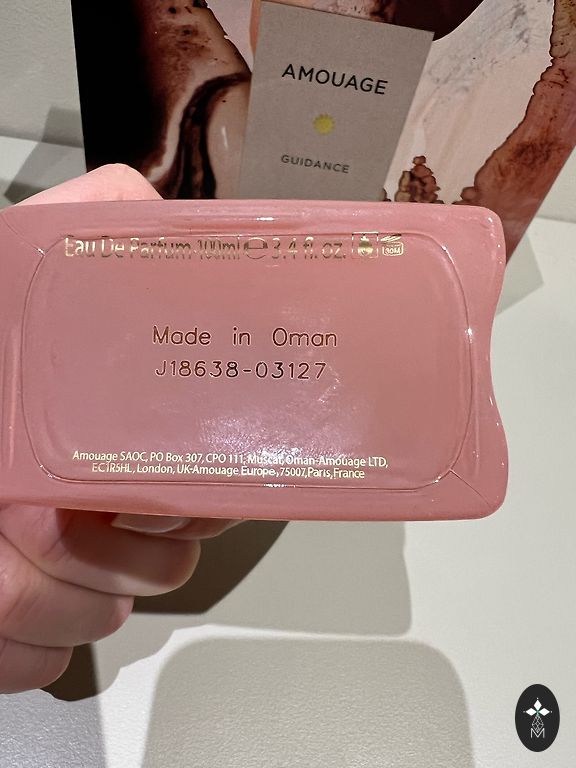 AMOUAGE
GUIDANCE
Eau De Parfum 100ml ℮ 3.4 fl. oz. 30M
Made in Oman
J18638-03127
Amouage SAOC, PO Box 307, CPO 111, Muscat, Oman-Amouage LTD,
EC1R5HL, London, UK-Amouage Europe, 75007, Paris, France
M